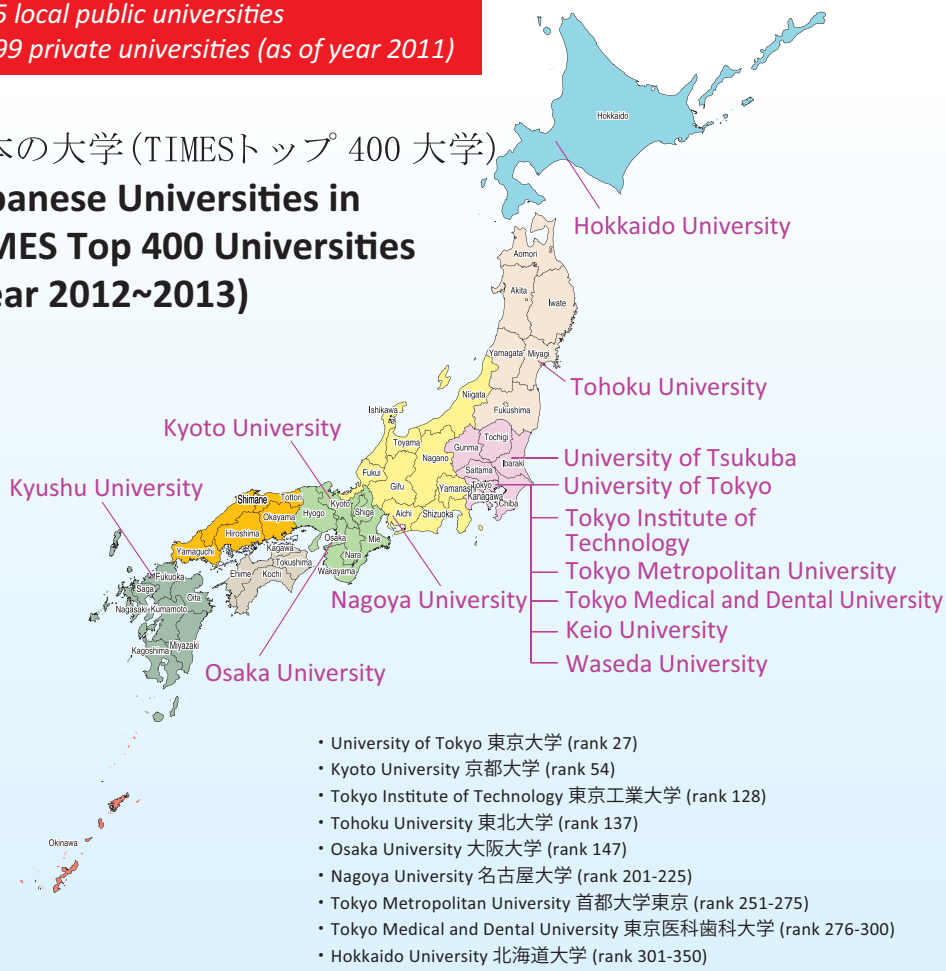 5 local public universities
99 private universities (as of year 2011)
本の大学(TIMESトップ 400 大学)
panese Universities in
MES Top 400 Universities
ear 2012~2013)
Hokkaido
Hokkaido University
Aomori
Akita
Iwate
Yamagata
Miyagi
Tohoku University
Niigata
Fukushima
Ishikawa
Toyama
Gunma
Tochigi
Nagano
Ibaraki
Saitama
Fukui
Gifu
Yamanashi
Tokyo
Kanagawa
Chiba
Aichi
Shizuoka
Kyoto University
Kyushu University
University of Tsukuba
University of Tokyo
Tokyo Institute of
Technology
Tokyo Metropolitan University
Tokyo Medical and Dental University
Keio University
Waseda University
Shimane
Tottori
Okayama
Hyogo
Kyoto
Shiga
Hiroshima
Yamaguchi
Osaka
Mie
Nara
Wakayama
Kagawa
Tokushima
Ehime
Kochi
Fukuoka
Saga
Oita
Nagasaki
Kumamoto
Kagoshima
Miyazaki
Nagoya University
Osaka University
Okinawa
・University of Tokyo 東京大学 (rank 27)
・Kyoto University 京都大学 (rank 54)
・Tokyo Institute of Technology 東京工業大学 (rank 128)
・Tohoku University 東北大学 (rank 137)
・Osaka University 大阪大学 (rank 147)
・Nagoya University 名古屋大学 (rank 201-225)
・Tokyo Metropolitan University 首都大学東京 (rank 251-275)
・Tokyo Medical and Dental University 東京医科歯科大学 (rank 276-300)
・Hokkaido University 北海道大学 (rank 301-350)